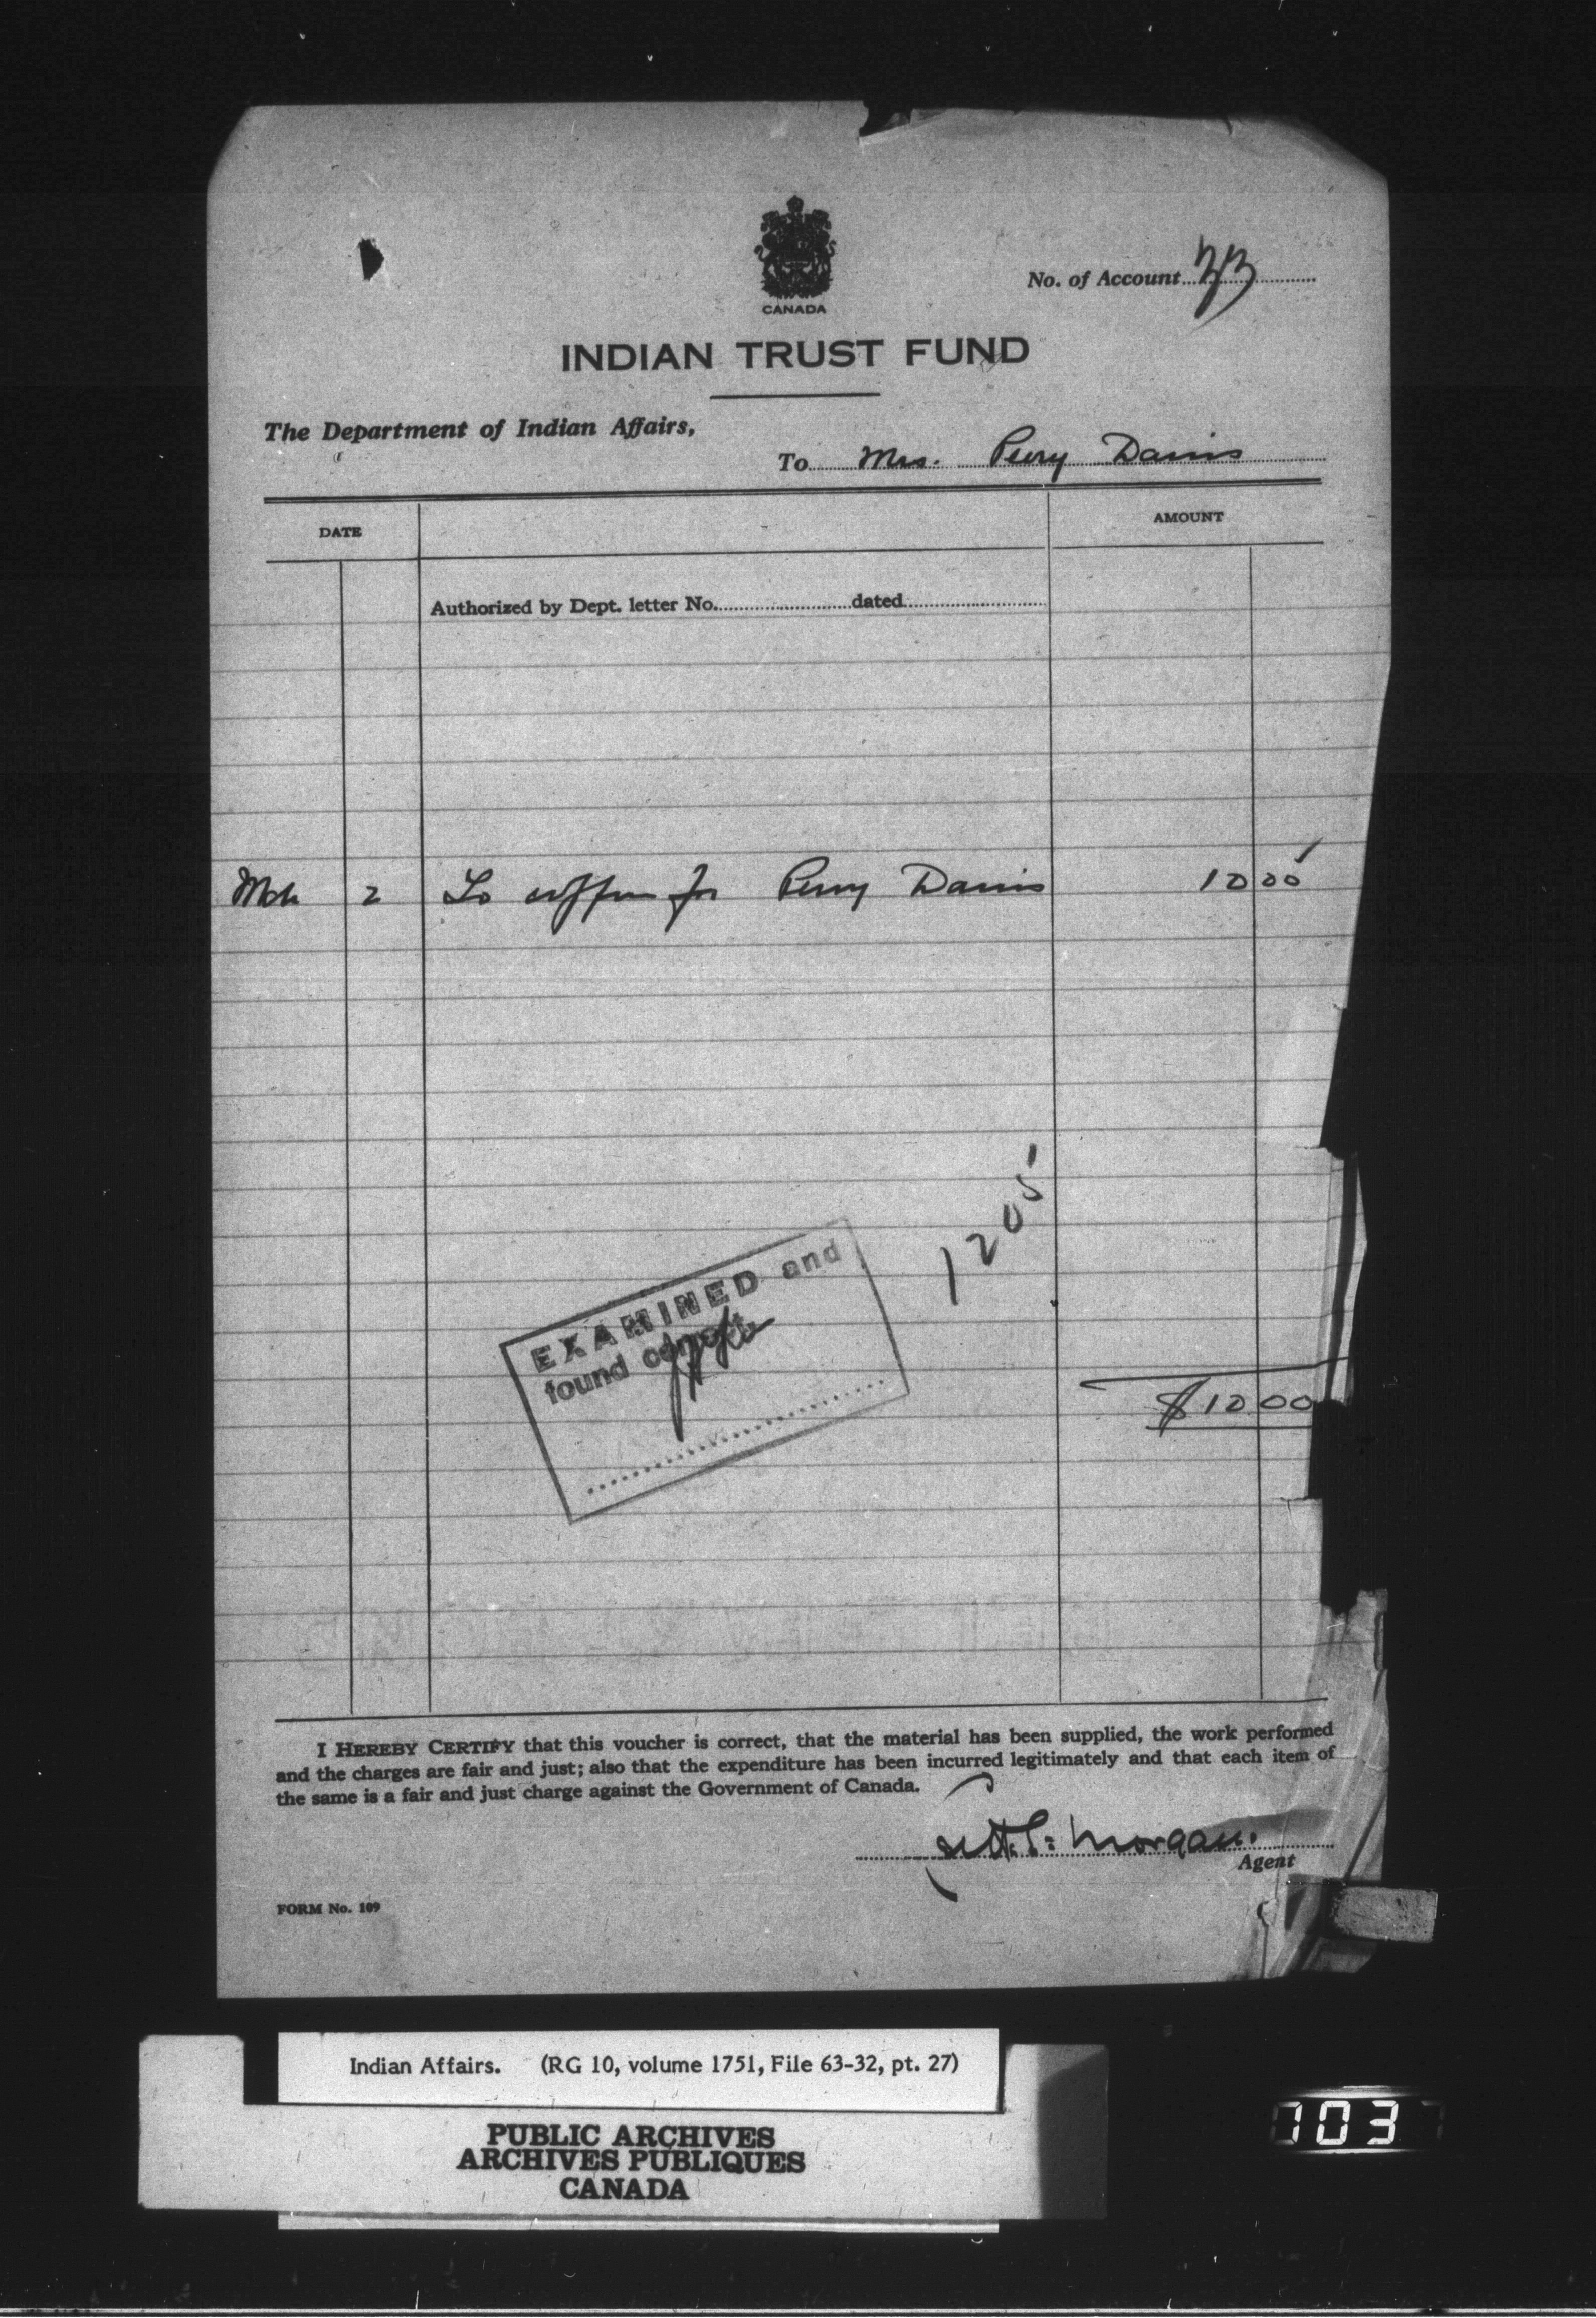 CANADA
No. of Account 33
INDIAN TRUST FUND
The Department of Indian Affairs,
To Mrs. Perry Davis
DATE
AMOUNT
Authorized by Dept. letter No. dated
Mch 2 To coffin for Perry Davis 10 00
1205
EXAMINED and
found correct
$10 00
I HEREBY CERTIFY that this voucher is correct, that the material has been supplied, the work performed
and the charges are fair and just; also that the expenditure has been incurred legitimately and that each item of
the same is a fair and just charge against the Government of Canada.
Morgan.
Agent
FORM No. 109
Indian Affairs. (RG 10, volume 1751, File 63-32, pt. 27)
PUBLIC ARCHIVES
ARCHIVES PUBLIQUES
CANADA
1037